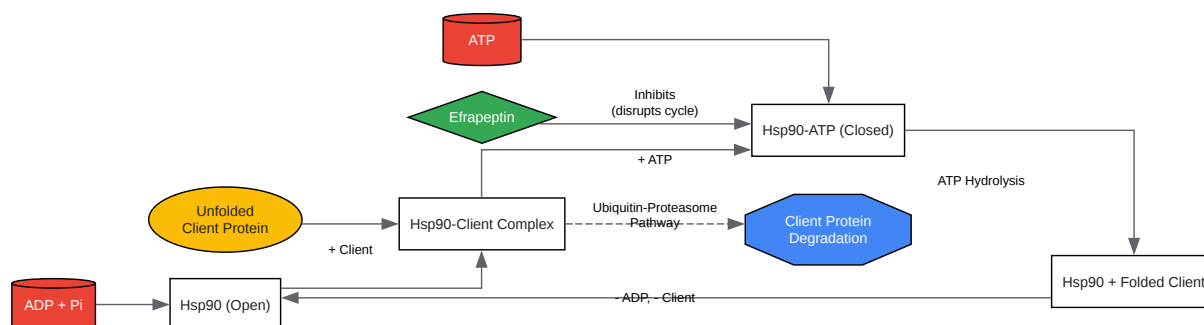 ATP
Efrapeptin
Inhibits
(disrupts cycle)
Hsp90-ATP (Closed)
+ ATP
ATP Hydrolysis
Unfolded
Client Protein
+ Client
Hsp90-Client Complex
Ubiquitin-Proteasome
Pathway
Client Protein
Degradation
ADP + Pi
Hsp90 (Open)
- ADP, - Client
Hsp90 + Folded Client